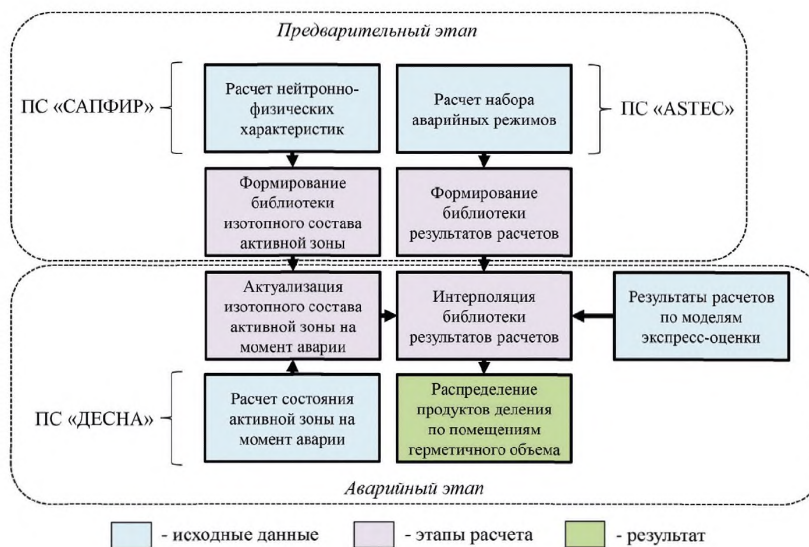 Предварительный этап
ПС «САПФИР»
Расчет нейтронно-
физических
характеристик
Расчет набора
аварийных режимов
ПС «ASTEC»
Формирование
библиотеки
изотопного состава
активной зоны
Формирование
библиотеки
результатов расчетов
Актуализация
изотопного состава
активной зоны на
момент аварии
Интерполяция
библиотеки
результатов расчетов
Результаты расчетов
по моделям
экспресс-оценки
ПС «ДЕСНА»
Расчет состояния
активной зоны на
момент аварии
Распределение
продуктов деления
по помещениям
герметичного объема
Аварийный этап
- исходные данные
- этапы расчета
- результат